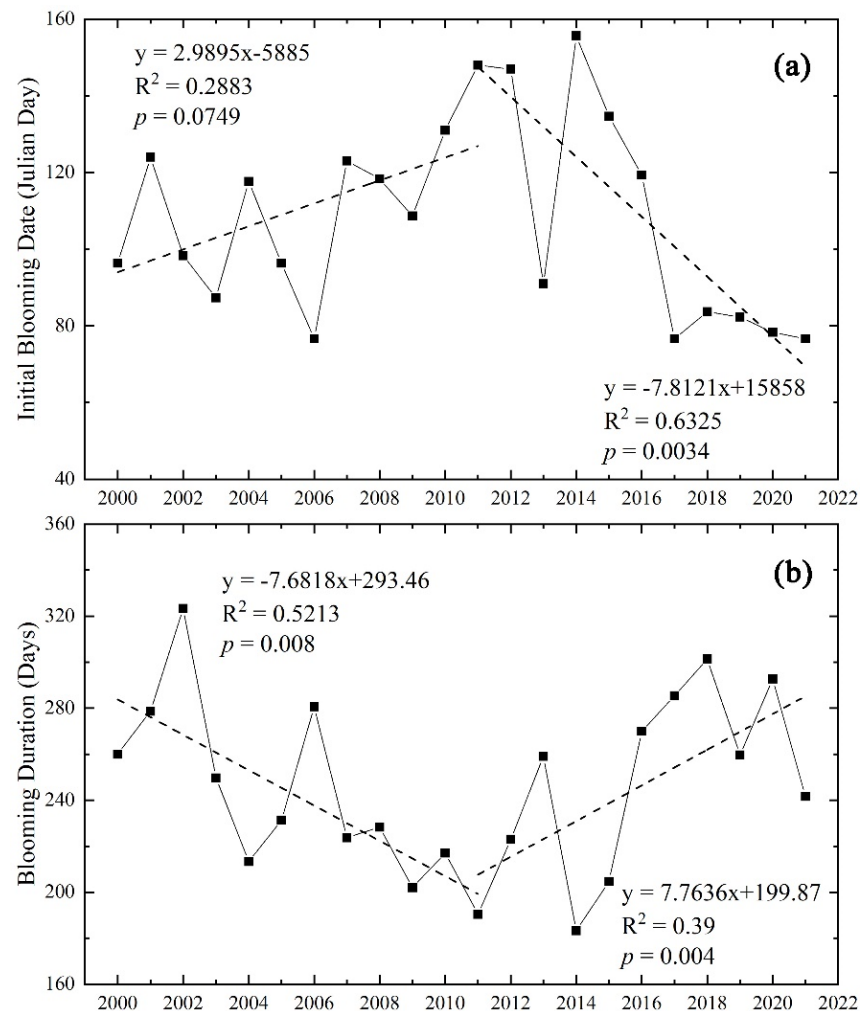 160
y = 2.9895x-5885
R² = 0.2883
p = 0.0749
(a)
120
80
40
Initial Blooming Date (Julian Day)
y = -7.8121x+15858
R² = 0.6325
p = 0.0034
2000 2002 2004 2006 2008 2010 2012 2014 2016 2018 2020 2022
360
y = -7.6818x+293.46
R² = 0.5213
p = 0.008
(b)
320
280
240
200
160
Blooming Duration (Days)
y = 7.7636x+199.87
R² = 0.39
p = 0.004
2000 2002 2004 2006 2008 2010 2012 2014 2016 2018 2020 2022